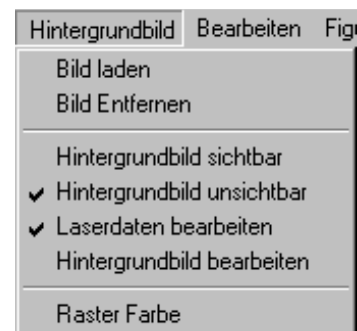 Hintergrundbild Bearbeiten
Bild laden
Bild Entfernen
Hintergrundbild sichtbar
Hintergrundbild unsichtbar
Laserdaten bearbeiten
Hintergrundbild bearbeiten
Raster Farbe